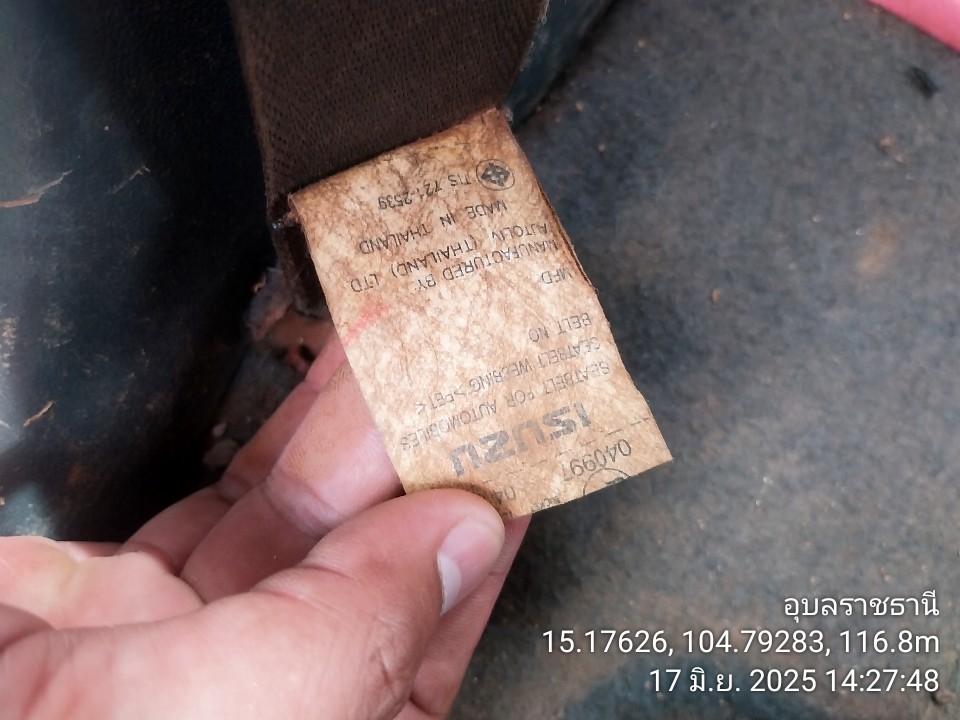 040997
ISUZU
SEATBELT FOR AUTOMOBILES
SEATBELT WEBBING >PET<
BELT NO
MFD.
MANUFACTURED BY:
AUTOLIV (THAILAND) LTD
MADE IN THAILAND
TIS 721-2539
อุบลราชธานี
15.17626, 104.79283, 116.8m
17 มิ.ย. 2025 14:27:48